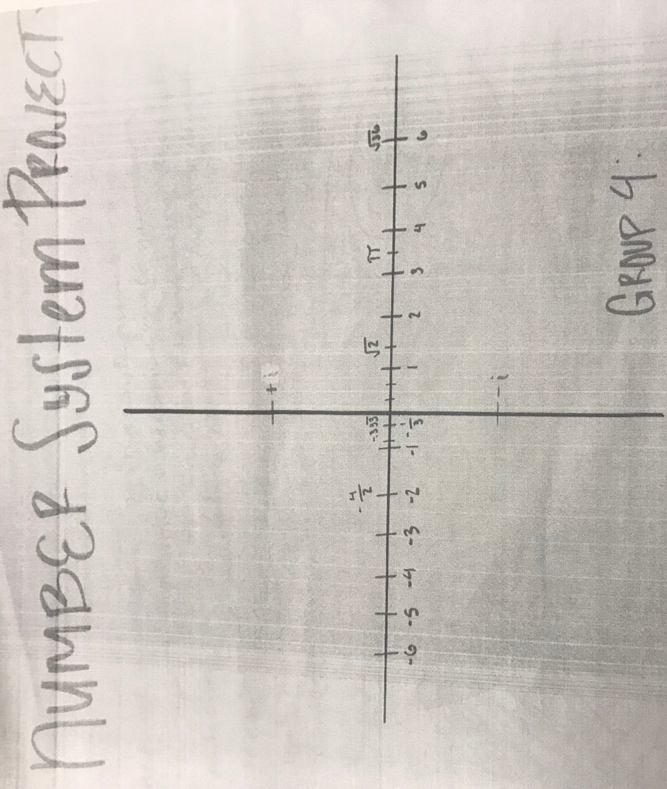 NUMBER System PROJECT
+i
-4/2 -.333 √2 π √36
-6 -5 -4 -3 -2 -1 -1/3 1 2 3 4 5 6
-i
GROUP 4.